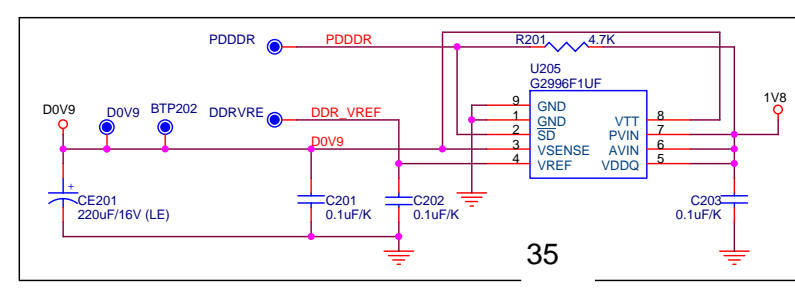 PDDDR PDDDR R201 4.7K
U205
G2996F1UF
D0V9 D0V9 BTP202 DDRVRE DDR_VREF 1V8
9 GND
1 GND VTT 8
2 SD PVIN 7
D0V9 3 VSENSE AVIN 6
4 VREF VDDQ 5
+
CE201 C201 C202 C203
220uF/16V (LE) 0.1uF/K 0.1uF/K 0.1uF/K
35